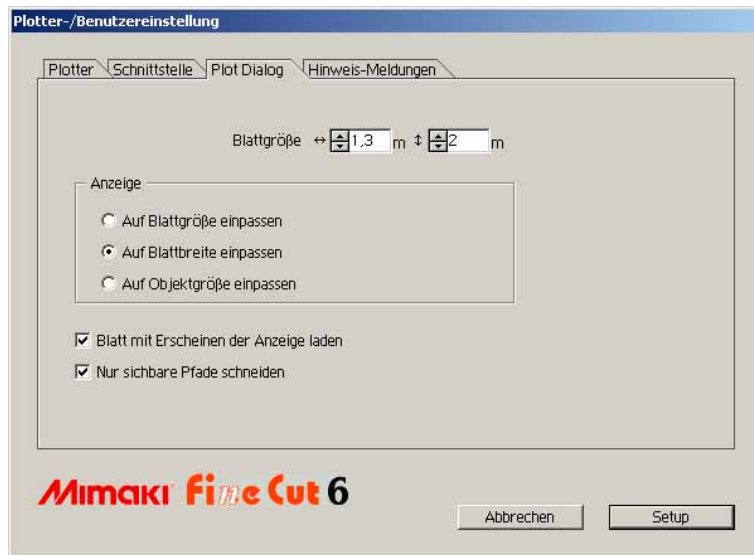 Plotter-/Benutzereinstellung
Plotter Schnittstelle Plot Dialog Hinweis-Meldungen
Blattgröße ↔ 1,3 m ↕ 2 m
Anzeige
Auf Blattgröße einpassen
Auf Blattbreite einpassen
Auf Objektgröße einpassen
Blatt mit Erscheinen der Anzeige laden
Nur sichbare Pfade schneiden
Mimaki Fine Cut 6
Abbrechen Setup